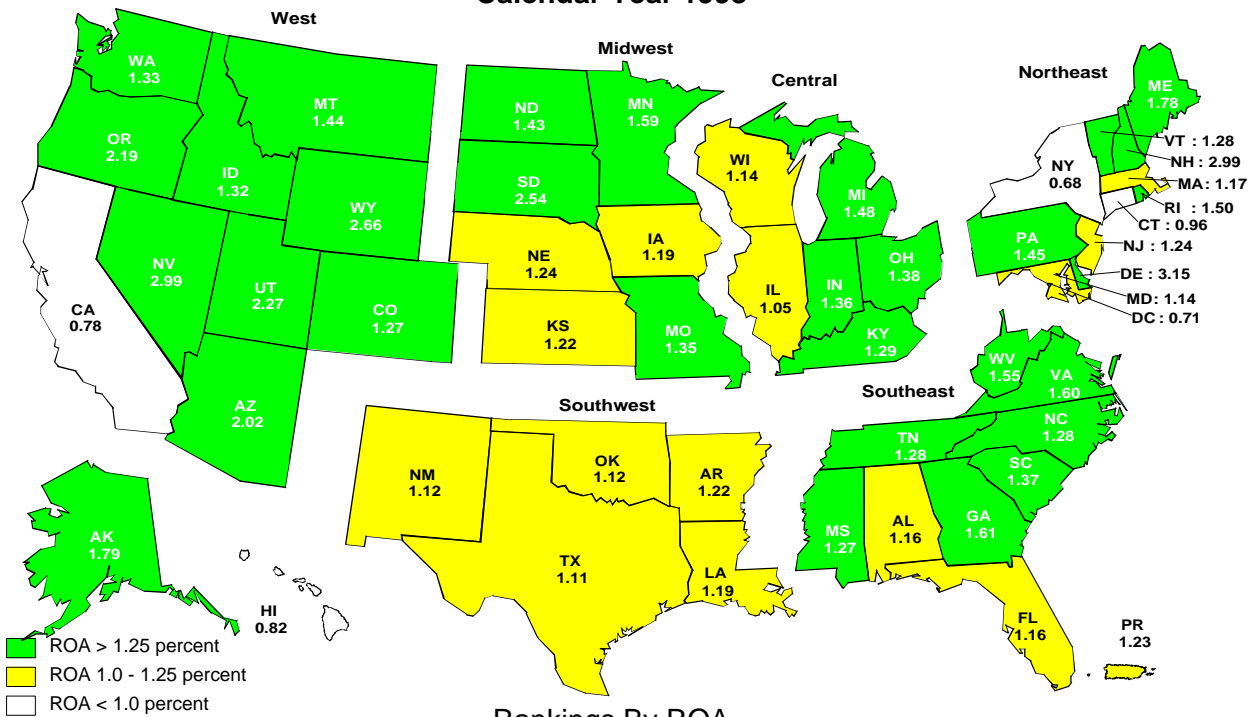 West
Midwest
Central
Northeast
WA
1.33
MT
1.44
OR
2.19
ID
1.32
WY
2.66
NV
2.99
UT
2.27
CO
1.27
CA
0.78
AZ
2.02
AK
1.79
HI
0.82
ND
1.43
MN
1.59
SD
2.54
NE
1.24
IA
1.19
KS
1.22
MO
1.35
WI
1.14
MI
1.48
IL
1.05
IN
1.36
OH
1.38
KY
1.29
ME
1.78
VT : 1.28
NH : 2.99
NY
0.68
MA : 1.17
RI : 1.50
CT : 0.96
PA
1.45
NJ : 1.24
DE : 3.15
MD: 1.14
DC : 0.71
Southwest
NM
1.12
OK
1.12
AR
1.22
TX
1.11
LA
1.19
Southeast
WV
1.55
VA
1.60
TN
1.28
NC
1.28
SC
1.37
MS
1.27
AL
1.16
GA
1.61
FL
1.16
PR
1.23
ROA > 1.25 percent
ROA 1.0 - 1.25 percent
ROA < 1.0 percent
Rankings By ROA